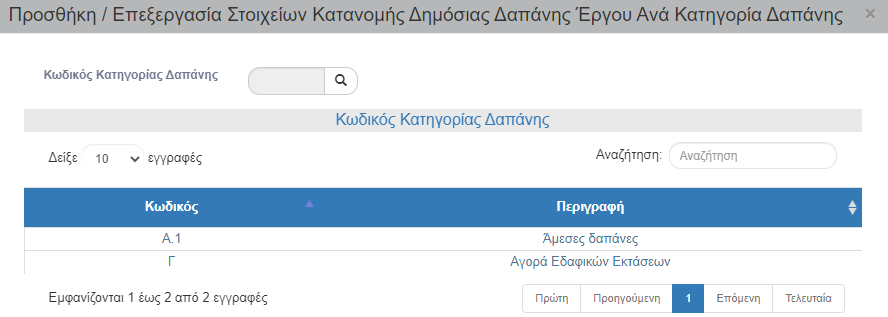 Προσθήκη / Επεξεργασία Στοιχείων Κατανομής Δημόσιας Δαπάνης Έργου Ανά Κατηγορία Δαπάνης ×
Κωδικός Κατηγορίας Δαπάνης
Κωδικός Κατηγορίας Δαπάνης
Δείξε 10 εγγραφές Αναζήτηση: Αναζήτηση
Κωδικός Περιγραφή
Α.1 Άμεσες δαπάνες
Γ Αγορά Εδαφικών Εκτάσεων
Εμφανίζονται 1 έως 2 από 2 εγγραφές Πρώτη Προηγούμενη 1 Επόμενη Τελευταία